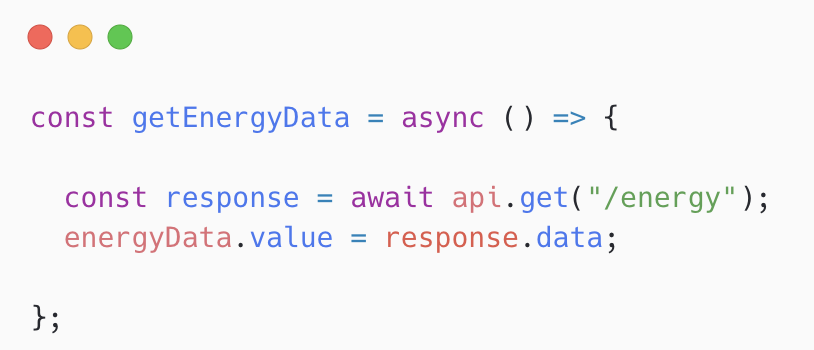 const getEnergyData = async () => {
const response = await api.get("/energy");
energyData.value = response.data;
};